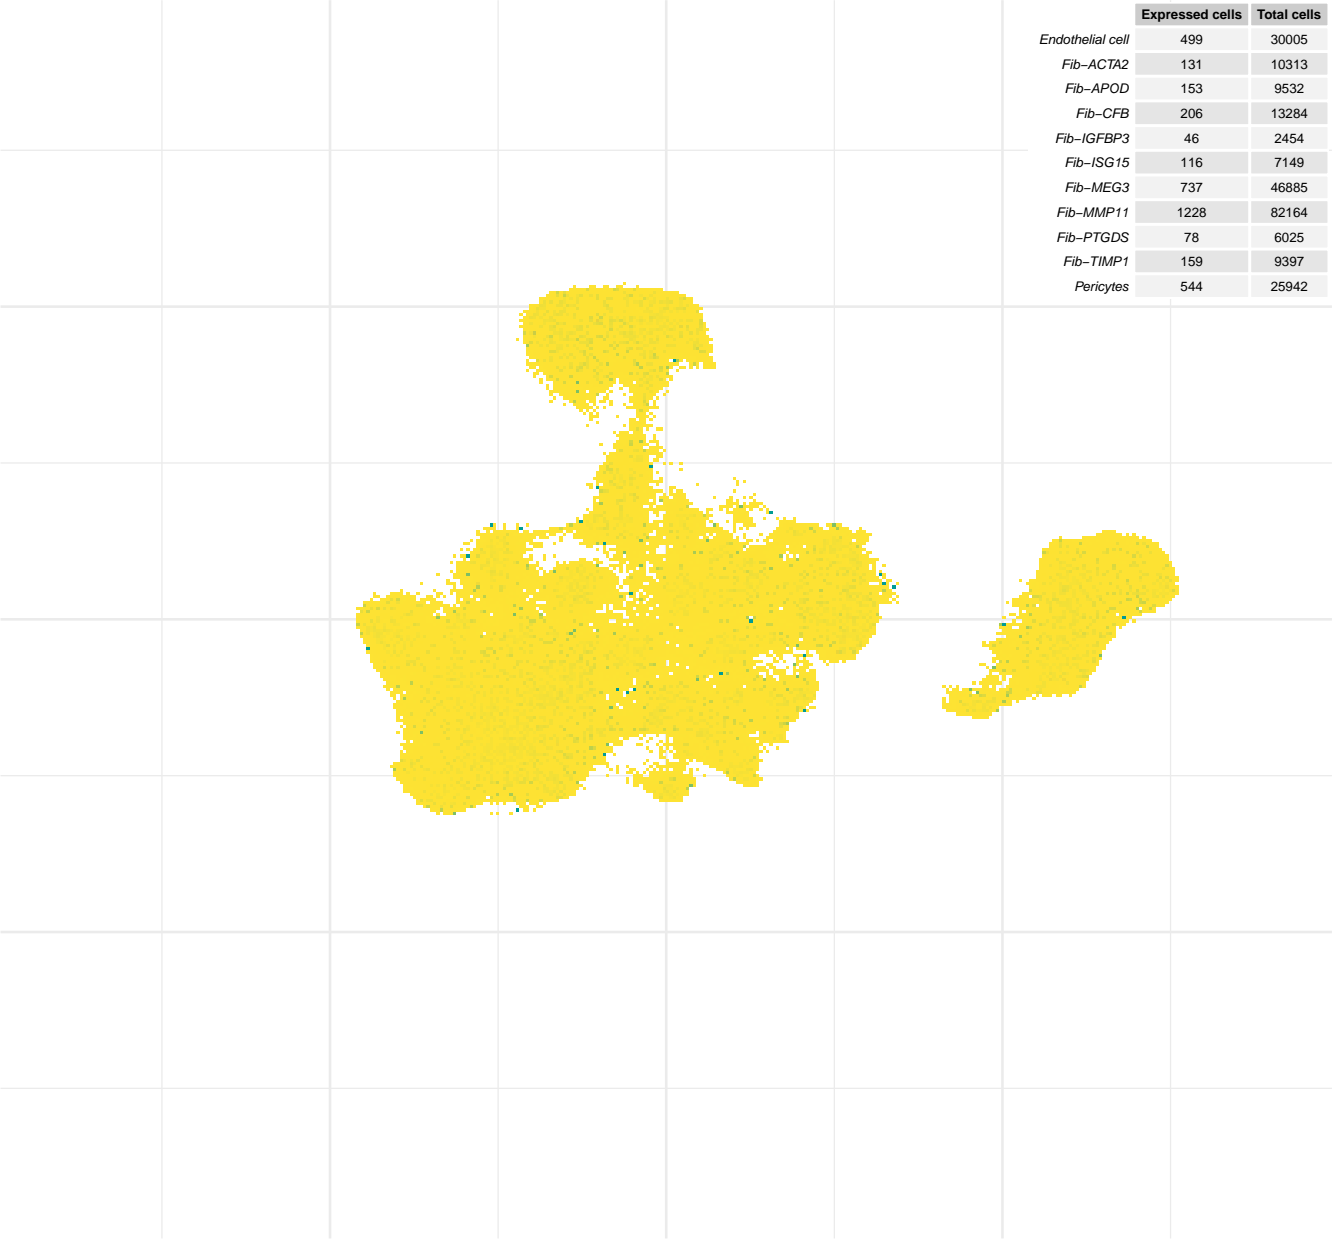 Expressed cells Total cells
Endothelial cell 499 30005
Fib−ACTA2 131 10313
Fib−APOD 153 9532
Fib−CFB 206 13284
Fib−IGFBP3 46 2454
Fib−ISG15 116 7149
Fib−MEG3 737 46885
Fib−MMP11 1228 82164
Fib−PTGDS 78 6025
Fib−TIMP1 159 9397
Pericytes 544 25942